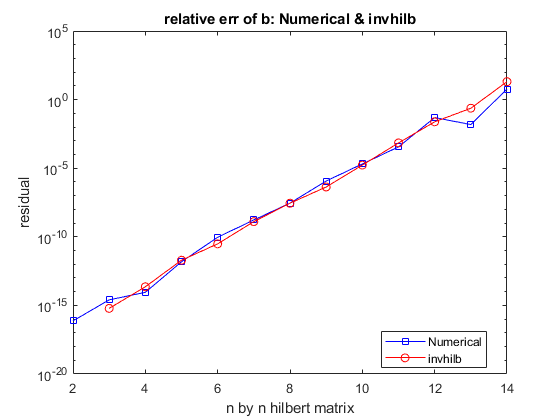 relative err of b: Numerical & invhilb
10^5
10^0
10^-5
10^-10
10^-15
10^-20
residual
2 4 6 8 10 12 14
n by n hilbert matrix
Numerical
invhilb